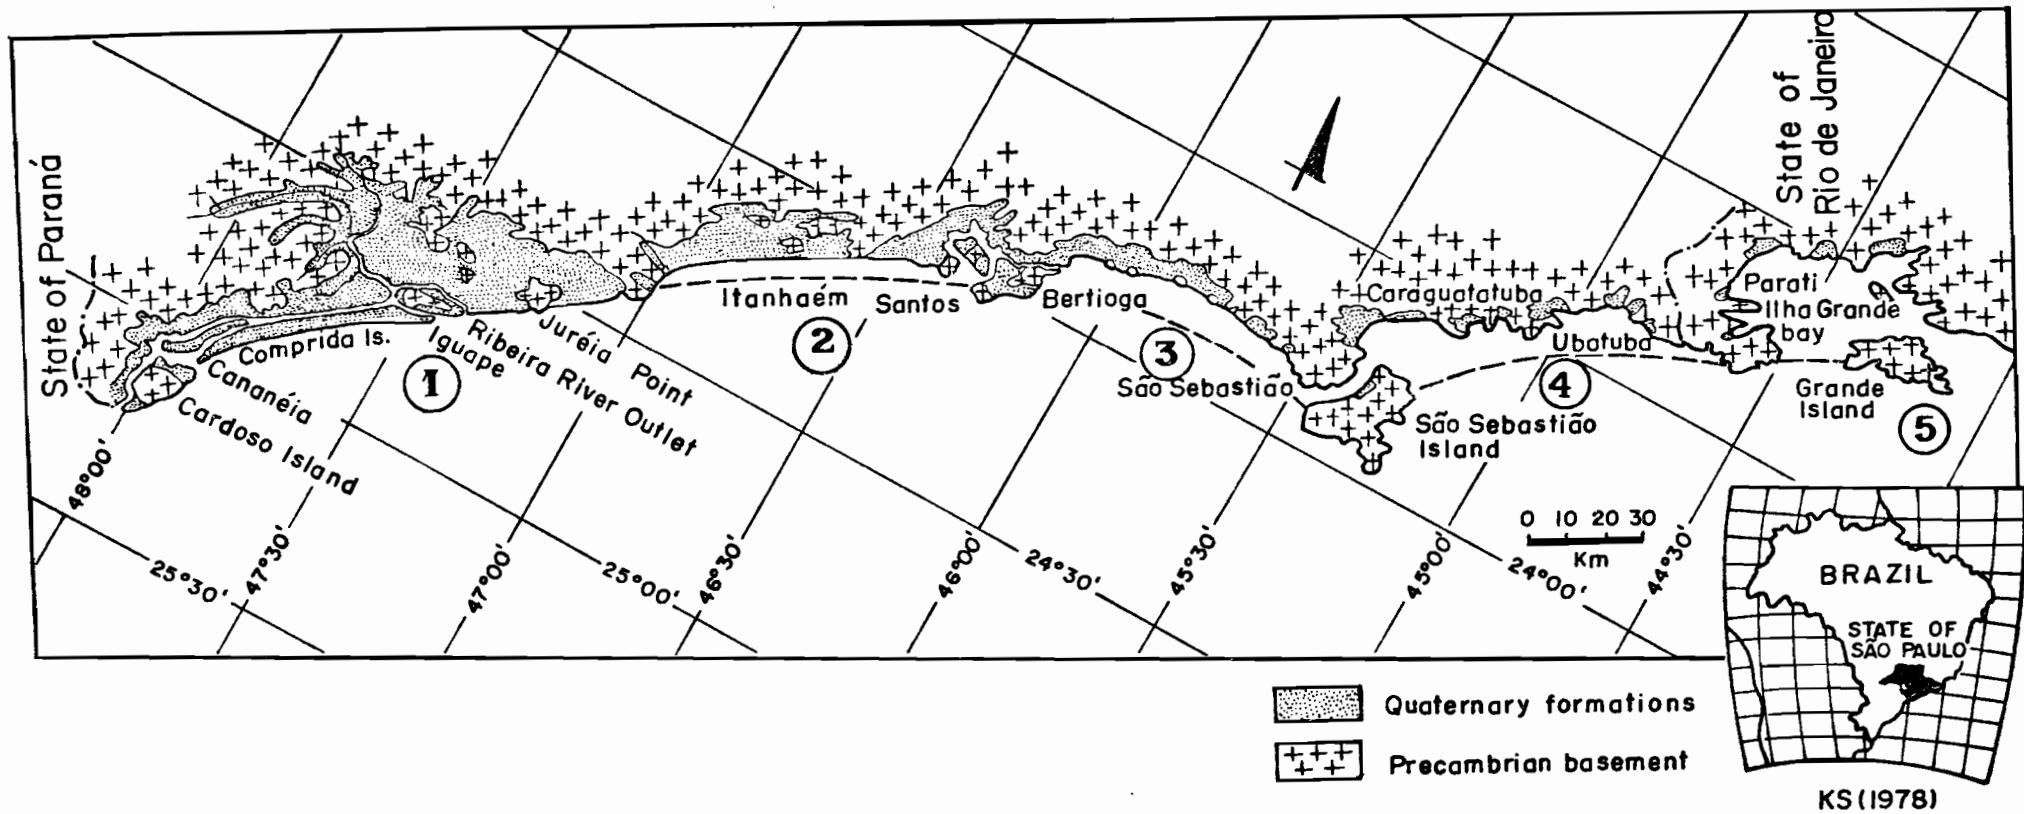 State of Paraná
State of
Rio de Janeiro
Comprida Is.
Cananéia
Cardoso Island
Iguape
Ribeira River Outlet
Juréia Point
Itanhaém
Santos
Bertioga
São Sebastião
São Sebastião
Island
Caraguatatuba
Ubatuba
Parati
Ilha Grande
bay
Grande
Island
1
2
3
4
5
48°00'
47°30'
47°00'
46°30'
46°00'
45°30'
45°00'
44°30'
25°30'
25°00'
24°30'
24°00'
0 10 20 30
Km
BRAZIL
STATE OF
SÃO PAULO
Quaternary formations
Precambrian basement
KS(1978)